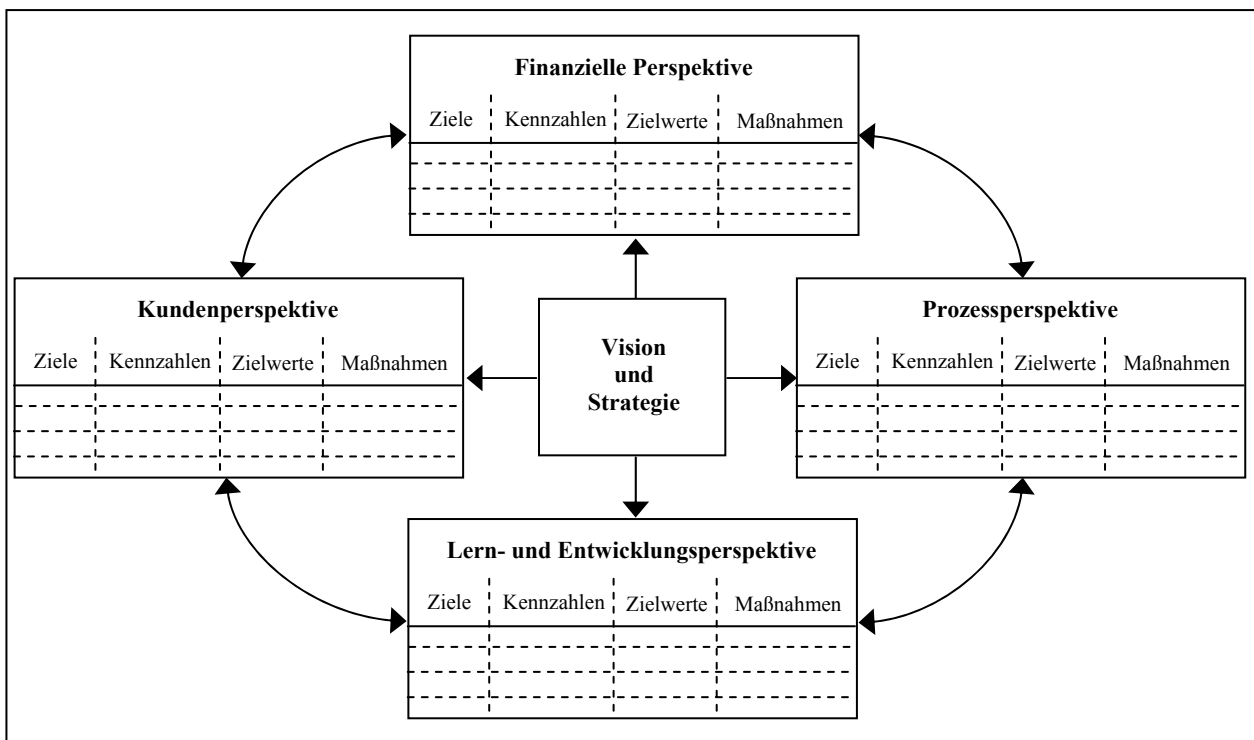 Finanzielle Perspektive
Ziele Kennzahlen Zielwerte Maßnahmen
Kundenperspektive
Ziele Kennzahlen Zielwerte Maßnahmen
Vision
und
Strategie
Prozessperspektive
Ziele Kennzahlen Zielwerte Maßnahmen
Lern- und Entwicklungsperspektive
Ziele Kennzahlen Zielwerte Maßnahmen